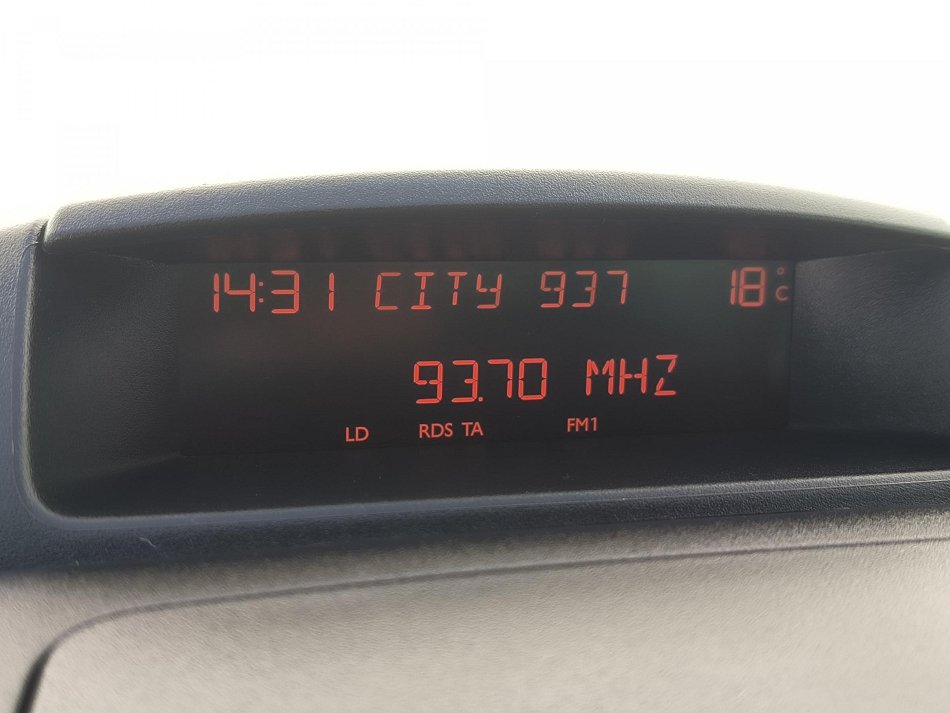 14:31 CITY 937 18°C
93.70 MHZ
LD RDS TA FM1